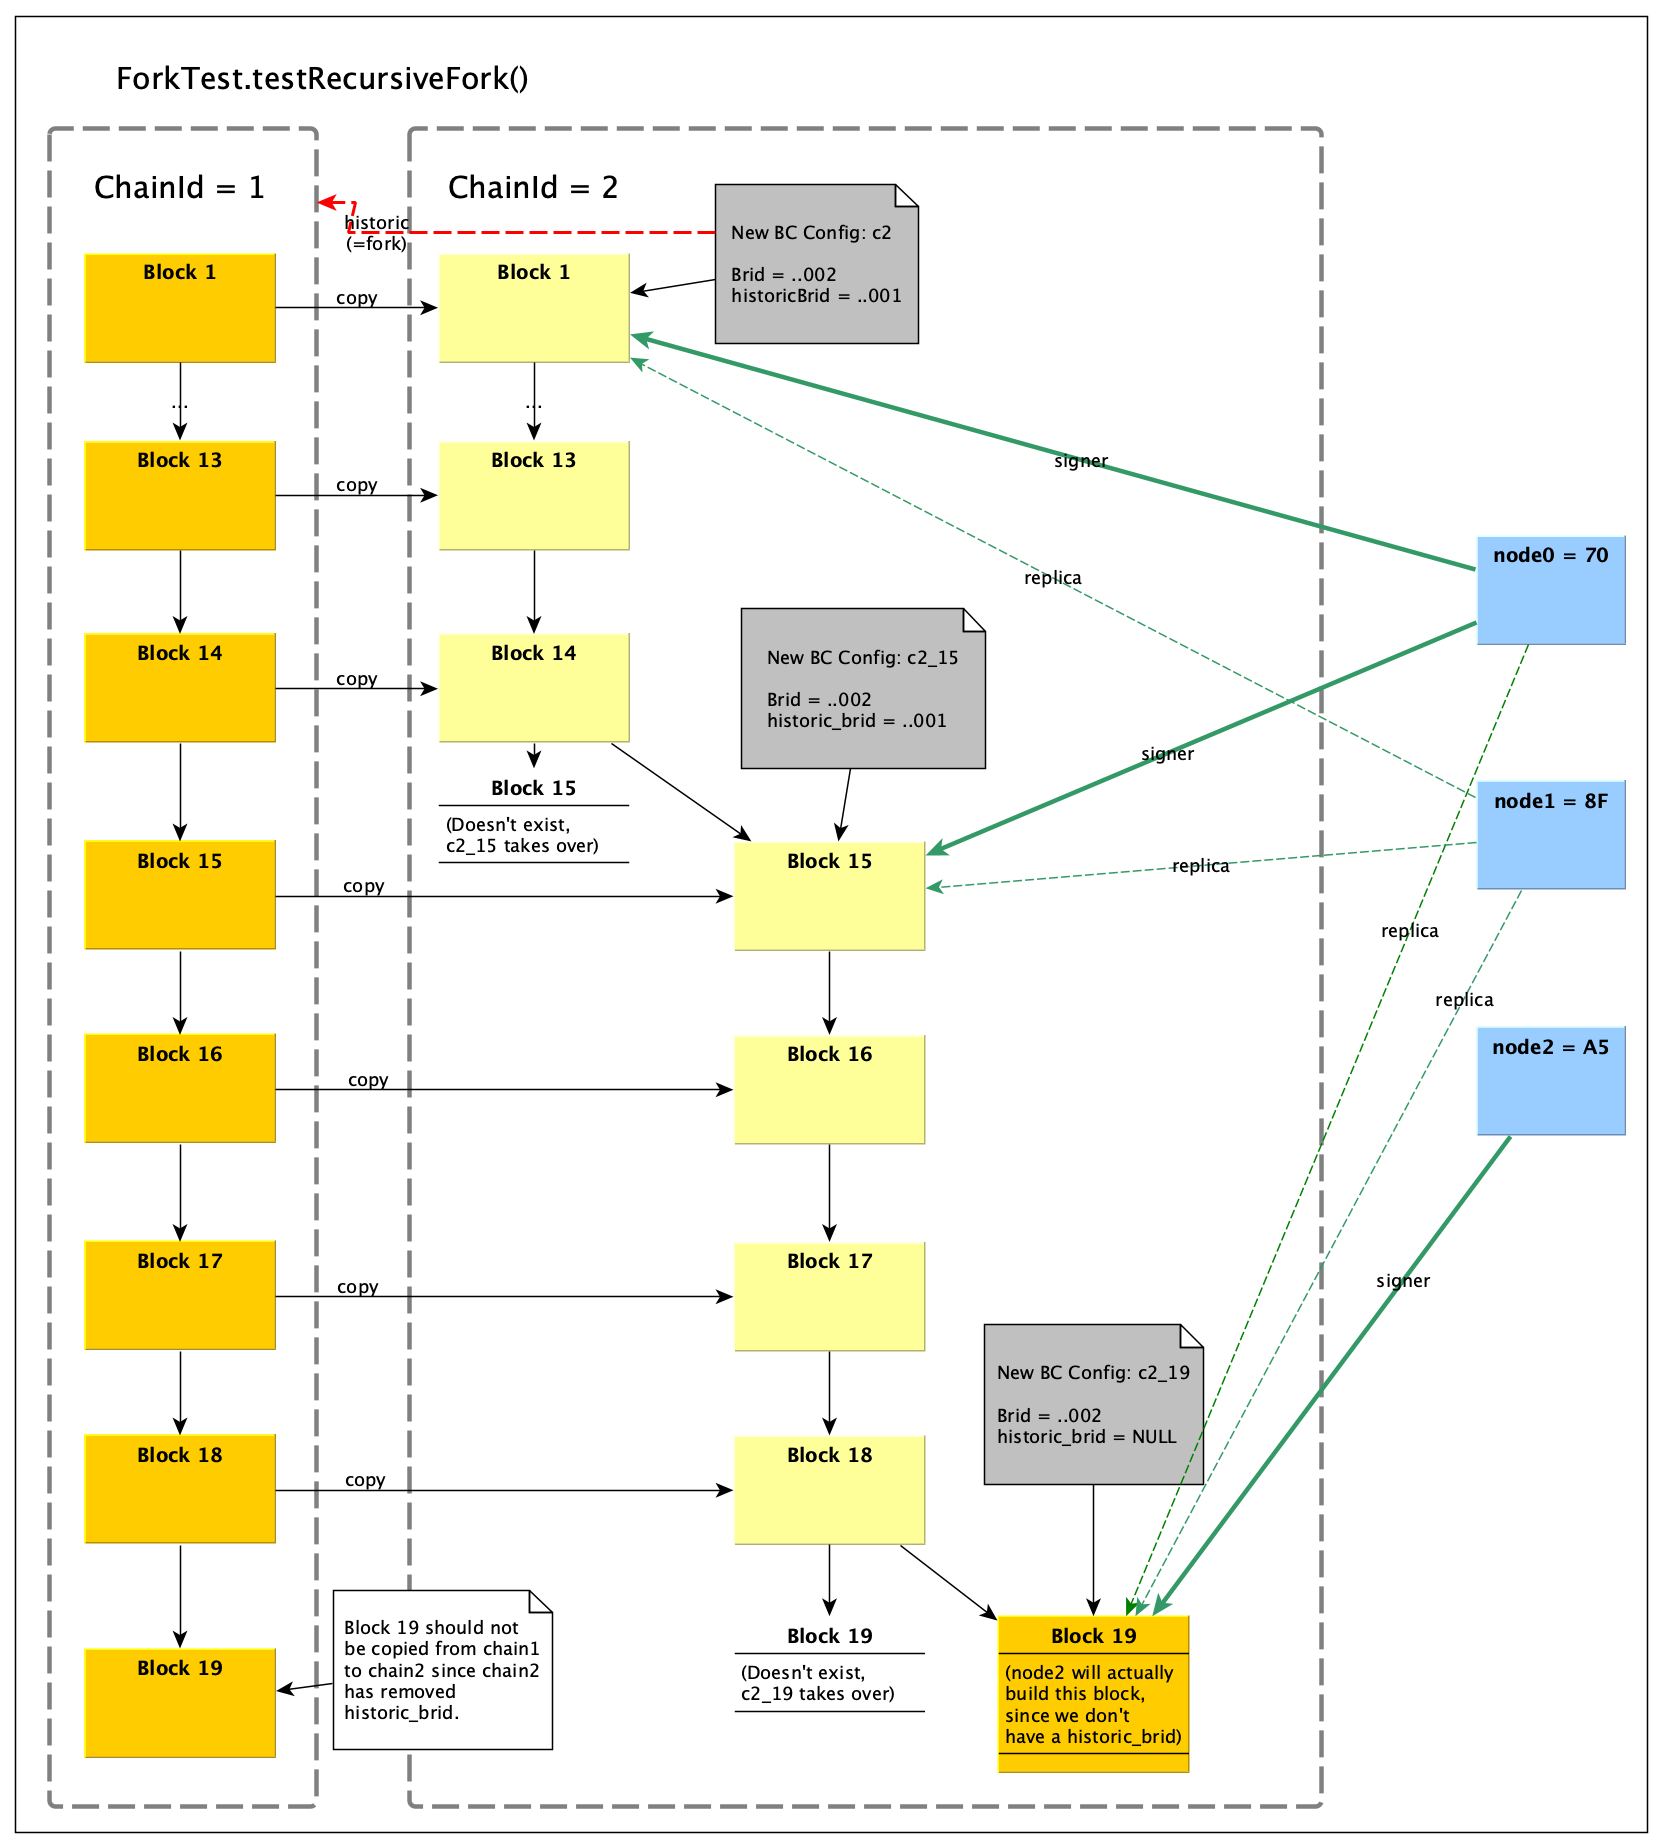 ForkTest.testRecursiveFork()
ChainId = 1
ChainId = 2
historic
(=fork)
New BC Config: c2
Brid = ..002
historicBrid = ..001
Block 1
copy
Block 1
...
...
Block 13
copy
Block 13
signer
node0 = 70
replica
Block 14
copy
Block 14
New BC Config: c2_15
Brid = ..002
historic_brid = ..001
signer
Block 15
(Doesn't exist,
c2_15 takes over)
node1 = 8F
Block 15
copy
Block 15
replica
replica
replica
Block 16
copy
Block 16
node2 = A5
Block 17
copy
Block 17
signer
New BC Config: c2_19
Brid = ..002
historic_brid = NULL
Block 18
copy
Block 18
Block 19
Block 19 should not
be copied from chain1
to chain2 since chain2
has removed
historic_brid.
Block 19
(Doesn't exist,
c2_19 takes over)
Block 19
(node2 will actually
build this block,
since we don't
have a historic_brid)